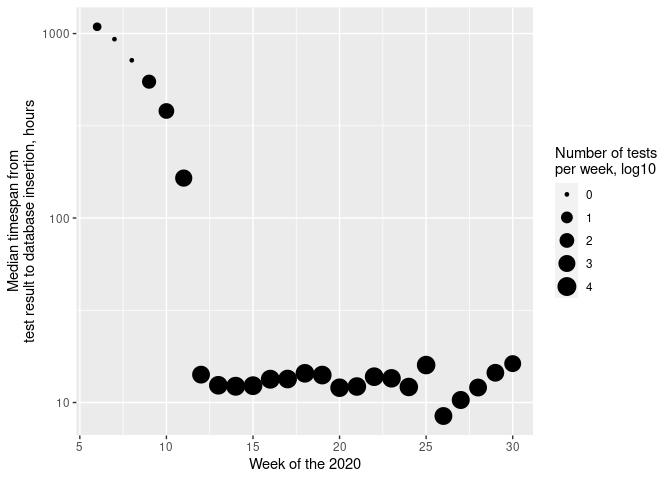 Median timespan from
test result to database insertion, hours
1000
100
10
5 10 15 20 25 30
Week of the 2020
Number of tests
per week, log10
0
1
2
3
4